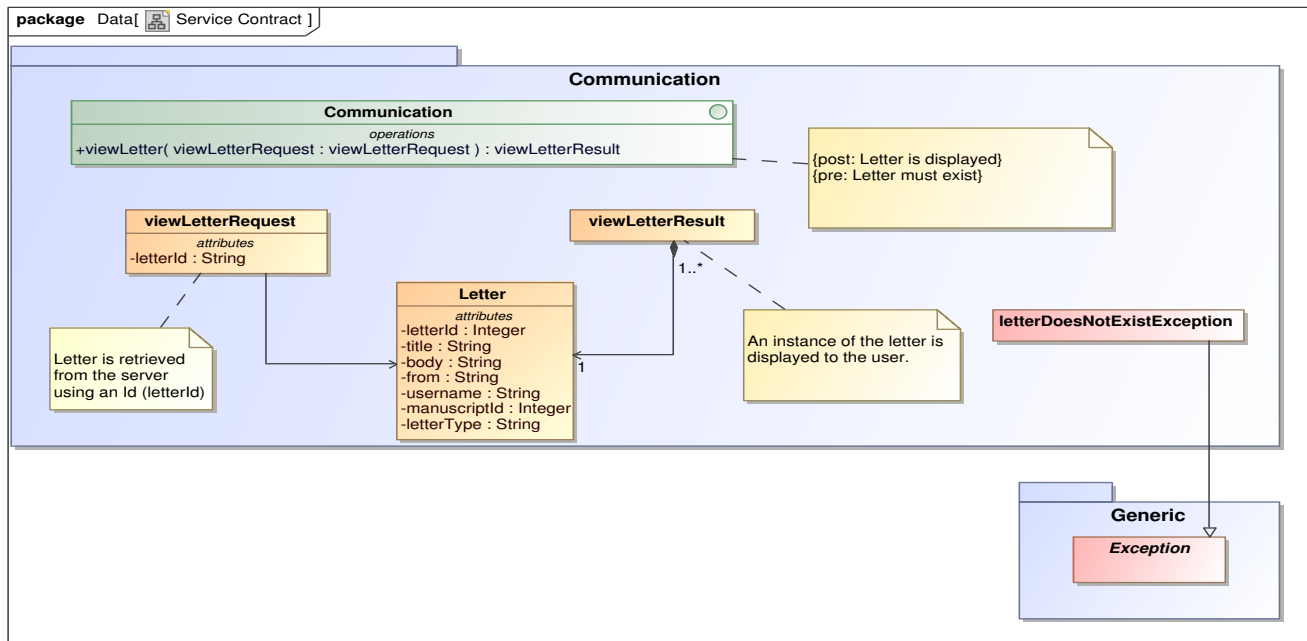 package Data[ Service Contract ]
Communication
Communication
operations
+viewLetter( viewLetterRequest : viewLetterRequest ) : viewLetterResult
{post: Letter is displayed}
{pre: Letter must exist}
viewLetterRequest
attributes
-letterId : String
viewLetterResult
1..*
Letter
attributes
-letterId : Integer
-title : String
-body : String
-from : String
-username : String
-manuscriptId : Integer
-letterType : String
1
Letter is retrieved
from the server
using an Id (letterId)
An instance of the letter is
displayed to the user.
letterDoesNotExistException
Generic
Exception